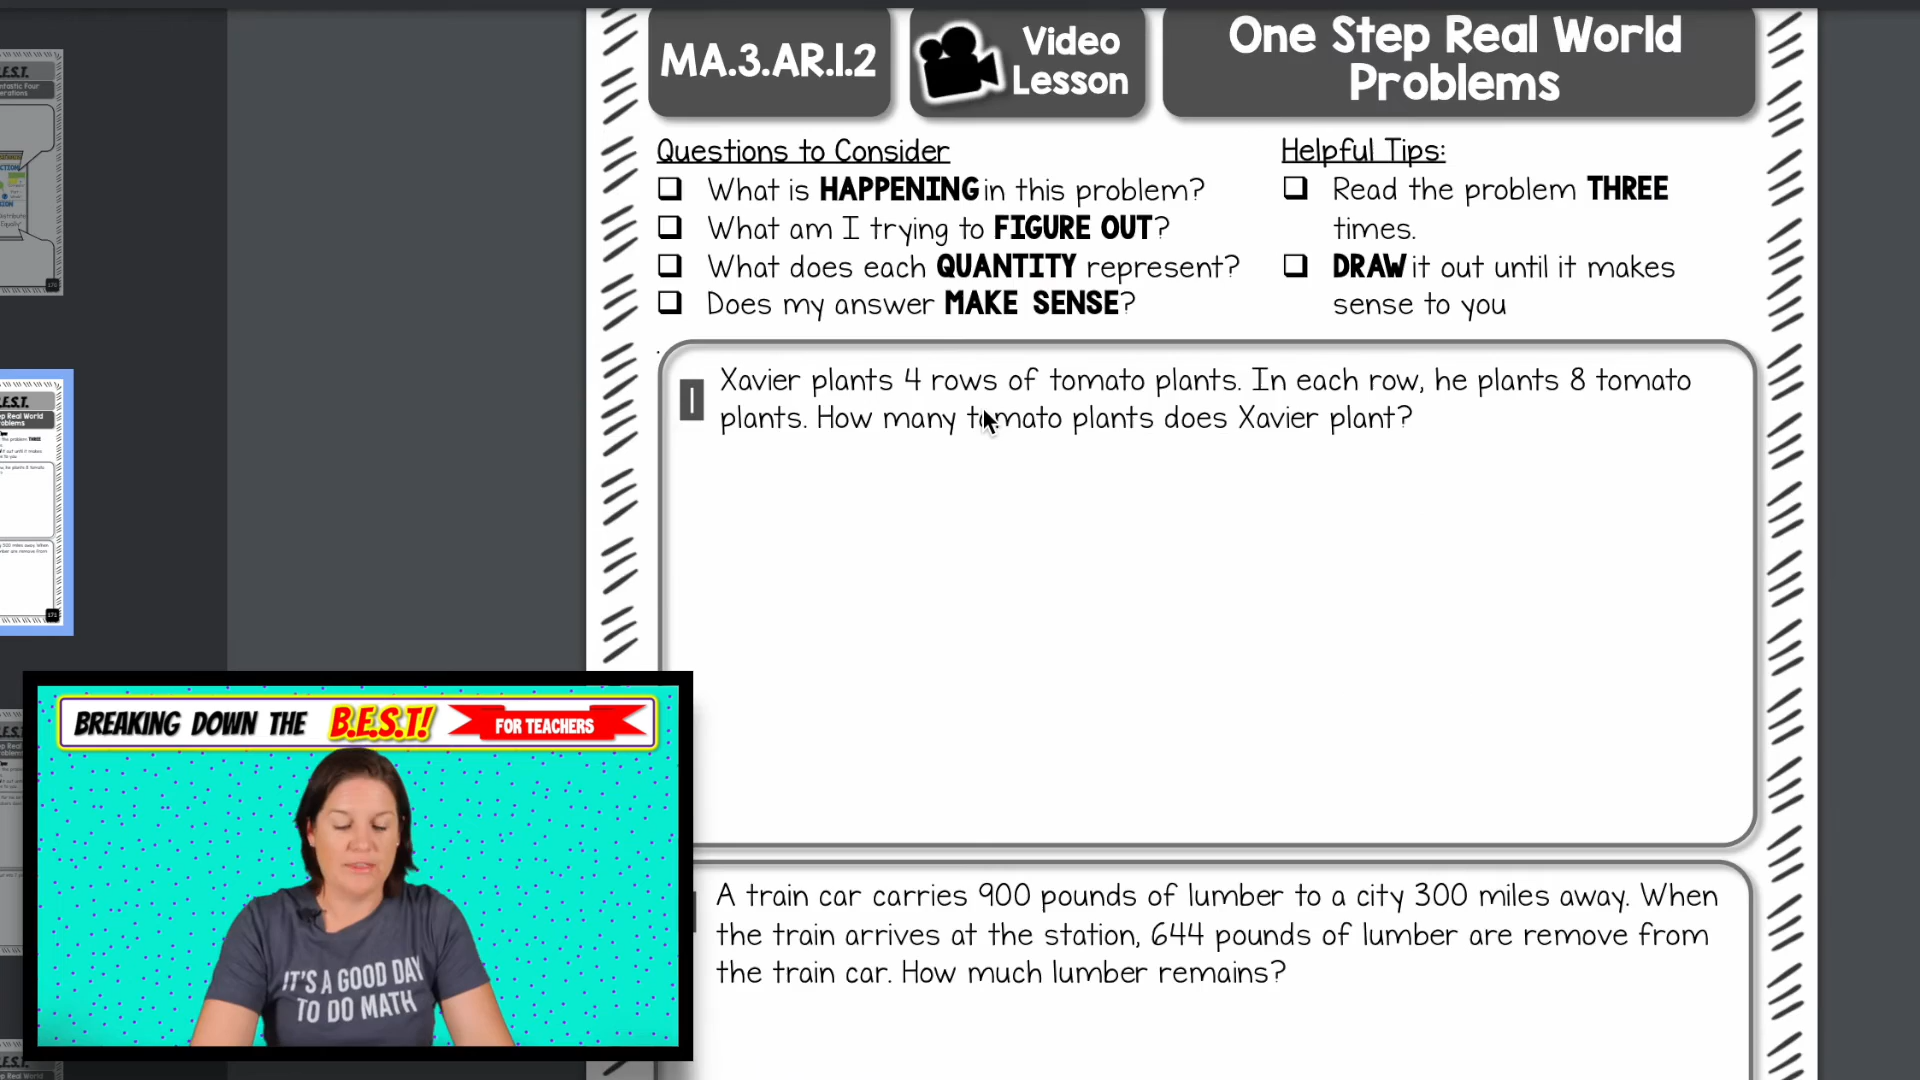 MA.3.AR.1.2
Video
Lesson
One Step Real World
Problems
Questions to Consider
What is HAPPENING in this problem?
What am I trying to FIGURE OUT?
What does each QUANTITY represent?
Does my answer MAKE SENSE?
Helpful Tips:
Read the problem THREE
times.
DRAW it out until it makes
sense to you
1
Xavier plants 4 rows of tomato plants. In each row, he plants 8 tomato
plants. How many tomato plants does Xavier plant?
A train car carries 900 pounds of lumber to a city 300 miles away. When
the train arrives at the station, 644 pounds of lumber are remove from
the train car. How much lumber remains?
BREAKING DOWN THE B.E.S.T! FOR TEACHERS
IT'S A GOOD DAY
TO DO MATH